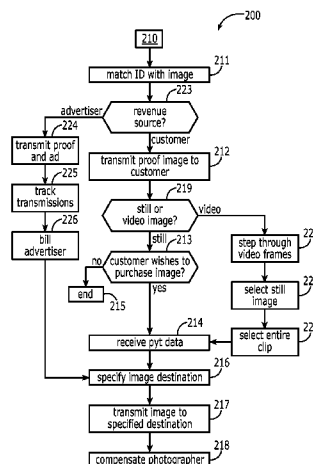 200
210
match ID with image
211
223
advertiser
revenue
source?
224
customer
transmit proof
and ad
transmit proof image to
customer
212
225
track
transmissions
219
still or
video image?
video
226
bill
advertiser
still
213
step through
video frames
22
no
customer wishes to
purchase image?
end
215
yes
select still
image
22
214
receive pyt data
select entire
clip
22
specify image destination
216
transmit image to
specified destination
217
compensate photographer
218